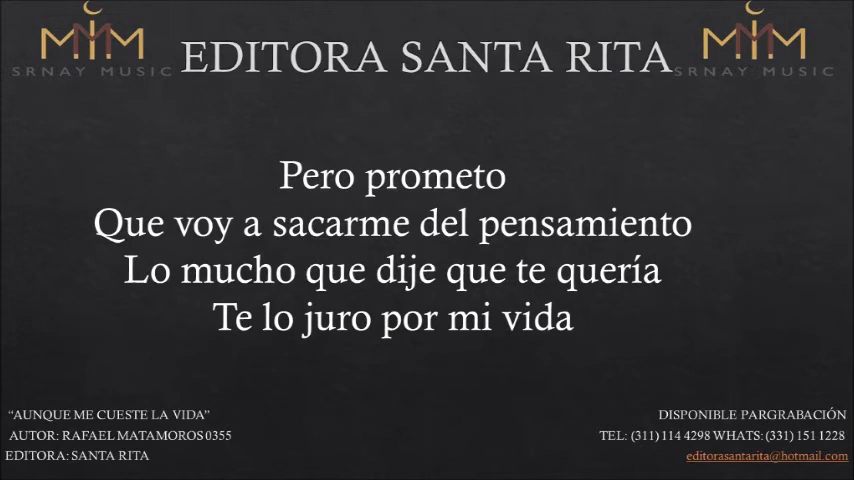 SRNAY MUSIC
EDITORA SANTA RITA
SRNAY MUSIC
Pero prometo
Que voy a sacarme del pensamiento
Lo mucho que dije que te quería
Te lo juro por mi vida
“AUNQUE ME CUESTE LA VIDA”
AUTOR: RAFAEL MATAMOROS 0355
EDITORA: SANTA RITA
DISPONIBLE PARGRABACIÓN
TEL: (311) 114 4298 WHATS: (331) 151 1228
editorasantarita@hotmail.com